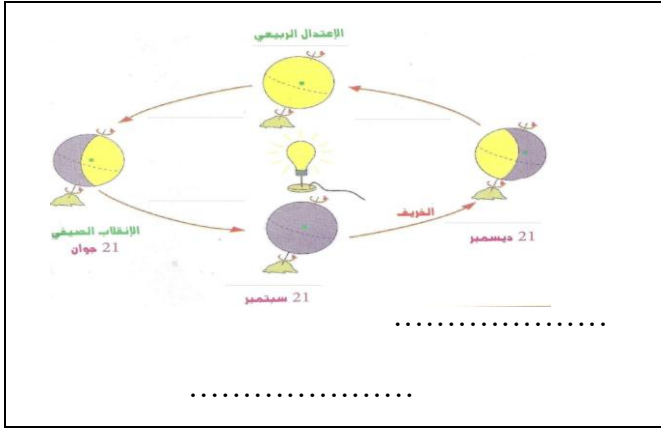 الإعتدال الربيعي
الخريف
الإنقلاب الصيفي
21 جوان
21 ديسمبر
21 سبتمبر
....................
.....................